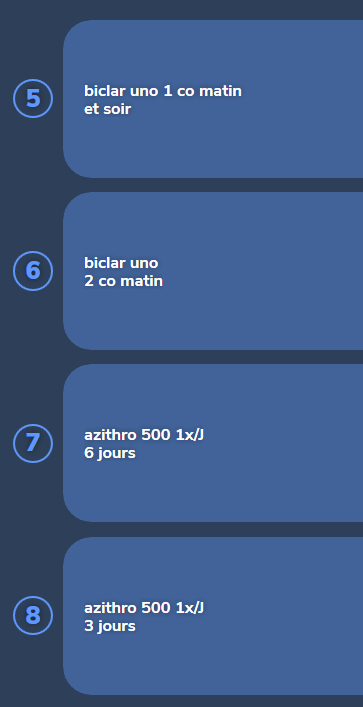 5
biclar uno 1 co matin
et soir
6
biclar uno
2 co matin
7
azithro 500 1x/J
6 jours
8
azithro 500 1x/J
3 jours